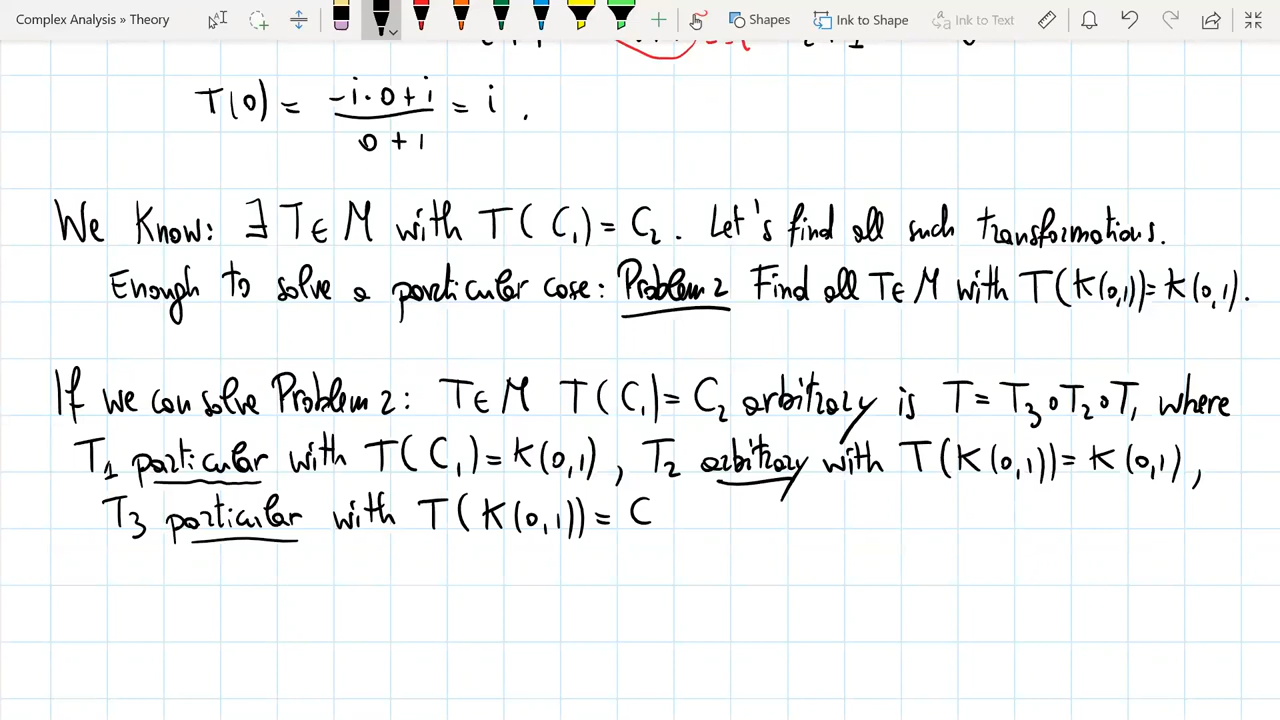 Complex Analysis » Theory
Shapes
Ink to Shape
Ink to Text
T(0) = (-i·0+i)/(0+1) = i .
We know: ∃ T∈M with T(C₁)=C₂. Let's find all such transformations.
Enough to solve a particular case: Problem 2 Find all T∈M with T(K(0,1))=K(0,1).
If we can solve Problem 2: T∈M T(C₁)=C₂ arbitrary is T=T₃∘T₂∘T₁ where
T₁ particular with T(C₁)=K(0,1), T₂ arbitrary with T(K(0,1))=K(0,1),
T₃ particular with T(K(0,1))=C